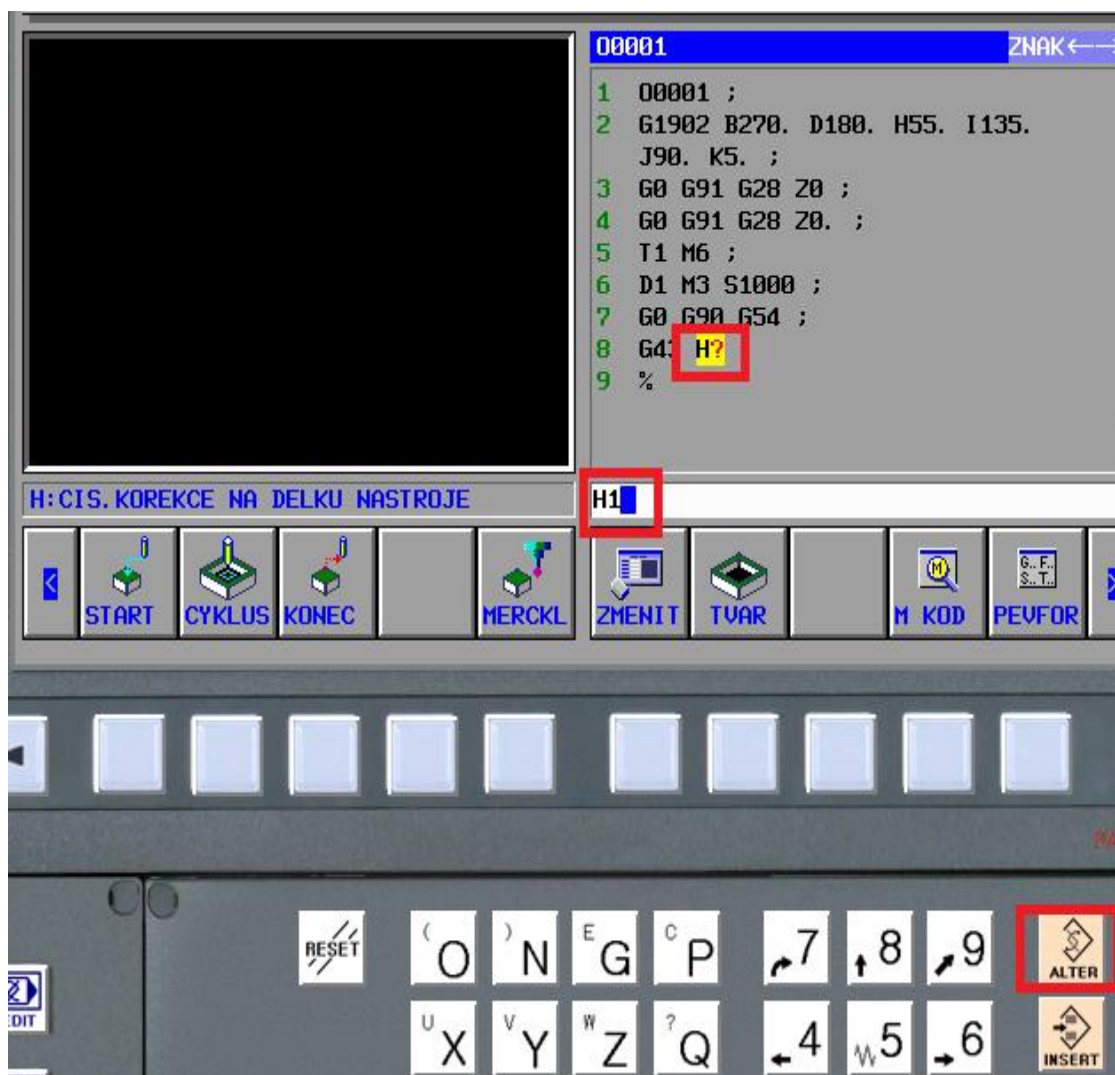 O0001 ZNAK
1 O0001 ;
2 G1902 B270. D180. H55. I135.
J90. K5. ;
3 G0 G91 G28 Z0 ;
4 G0 G91 G28 Z0. ;
5 T1 M6 ;
6 D1 M3 S1000 ;
7 G0 G90 G54 ;
8 G43 H?
9 %
H:CIS.KOREKCE NA DELKU NASTROJE
H1
< START CYKLUS KONEC MERCKL ZMENIT TVAR M KOD PEVFOR >
M G.. F.. S.. T..
RESET ( O ) N E G C P 7 8 9 ALTER
EDIT
U X V Y W Z ? Q 4 5 6 INSERT